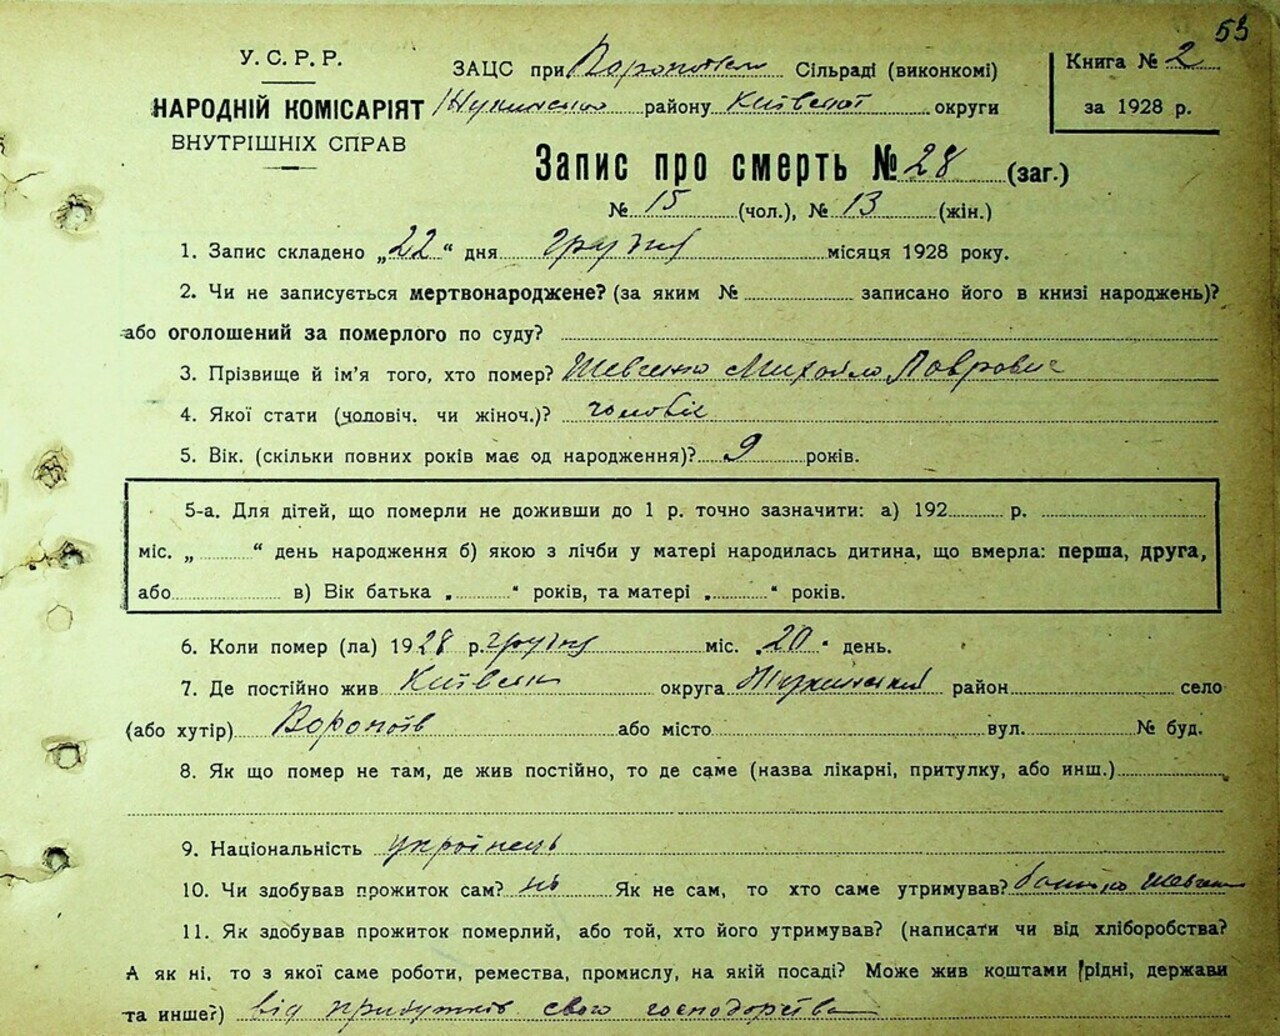 53
У. С. Р. Р.
НАРОДНІЙ КОМІСАРІЯТ
ВНУТРІШНІХ СПРАВ
ЗАЦС при Сільраді (виконкомі)
району Київської округи
Книга № 2
за 1928 р.
Запис про смерть № 28 (заг.)
№ 15 (чол.), № 13 (жін.)
1. Запис складено „22“ дня грудня місяця 1928 року.
2. Чи не записується мертвонароджене? (за яким № записано його в книзі народжень)?
або оголошений за померлого по суду?
3. Прізвище й ім'я того, хто помер? Шевченко Михайло Лаврович
4. Якої стати (чоловіч. чи жіноч.)? чоловіч
5. Вік. (скільки повних років має од народження)? 9 років.
5-а. Для дітей, що померли не доживши до 1 р. точно зазначити: а) 192 р.
міс. „ “ день народження б) якою з лічби у матері народилась дитина, що вмерла: перша, друга,
або в) Вік батька „ “ років, та матері „ “ років.
6. Коли помер (ла) 1928 р. грудня міс. „20“ день.
7. Де постійно жив Київська округа район село
(або хутір) Воропаїв або місто вул. № буд.
8. Як що помер не там, де жив постійно, то де саме (назва лікарні, притулку, або инш.)
9. Національність українець
10. Чи здобував прожиток сам? ні Як не сам, то хто саме утримував? батько Шевченко
11. Як здобував прожиток померлий, або той, хто його утримував? (написати чи від хліборобства?
А як ні, то з якої саме роботи, ремества, промислу, на якій посаді? Може жив коштами рідні, держави
та инше?) від прибутків свого господарства